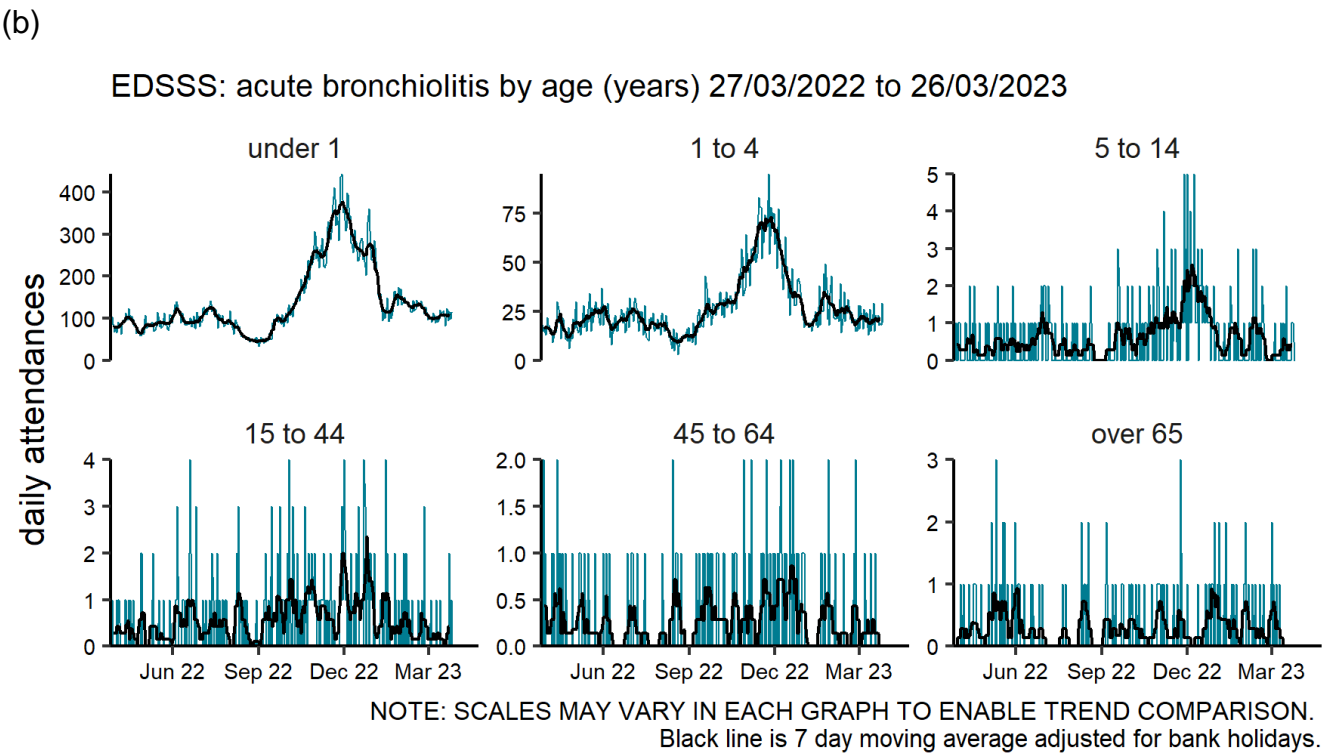 (b)
EDSSS: acute bronchiolitis by age (years) 27/03/2022 to 26/03/2023
daily attendances
under 1
400
300
200
100
0
1 to 4
75
50
25
0
5 to 14
5
4
3
2
1
0
15 to 44
4
3
2
1
0
Jun 22 Sep 22 Dec 22 Mar 23
45 to 64
2.0
1.5
1.0
0.5
0.0
Jun 22 Sep 22 Dec 22 Mar 23
over 65
3
2
1
0
Jun 22 Sep 22 Dec 22 Mar 23
NOTE: SCALES MAY VARY IN EACH GRAPH TO ENABLE TREND COMPARISON.
Black line is 7 day moving average adjusted for bank holidays.